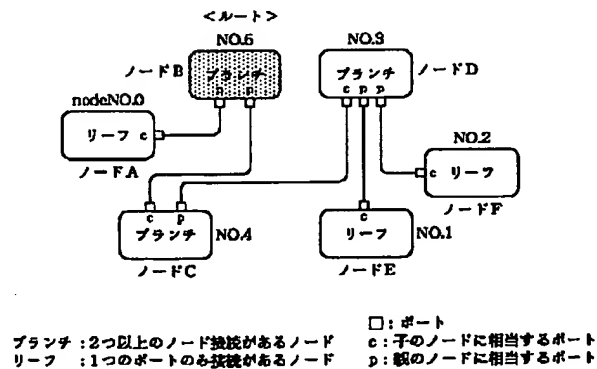 <ルート>
NO.5
NO.3
ノードB
ブランチ
p p
ブランチ
c p p
ノードD
nodeNO.0
リーフ c
ノードA
NO.2
c リーフ
ノードF
c p
ブランチ
NO.4
ノードC
c
リーフ
NO.1
ノードE
□:ポート
ブランチ:2つ以上のノード接続があるノード
c:子のノードに相当するポート
リーフ :1つのポートのみ接続があるノード
p:親のノードに相当するポート